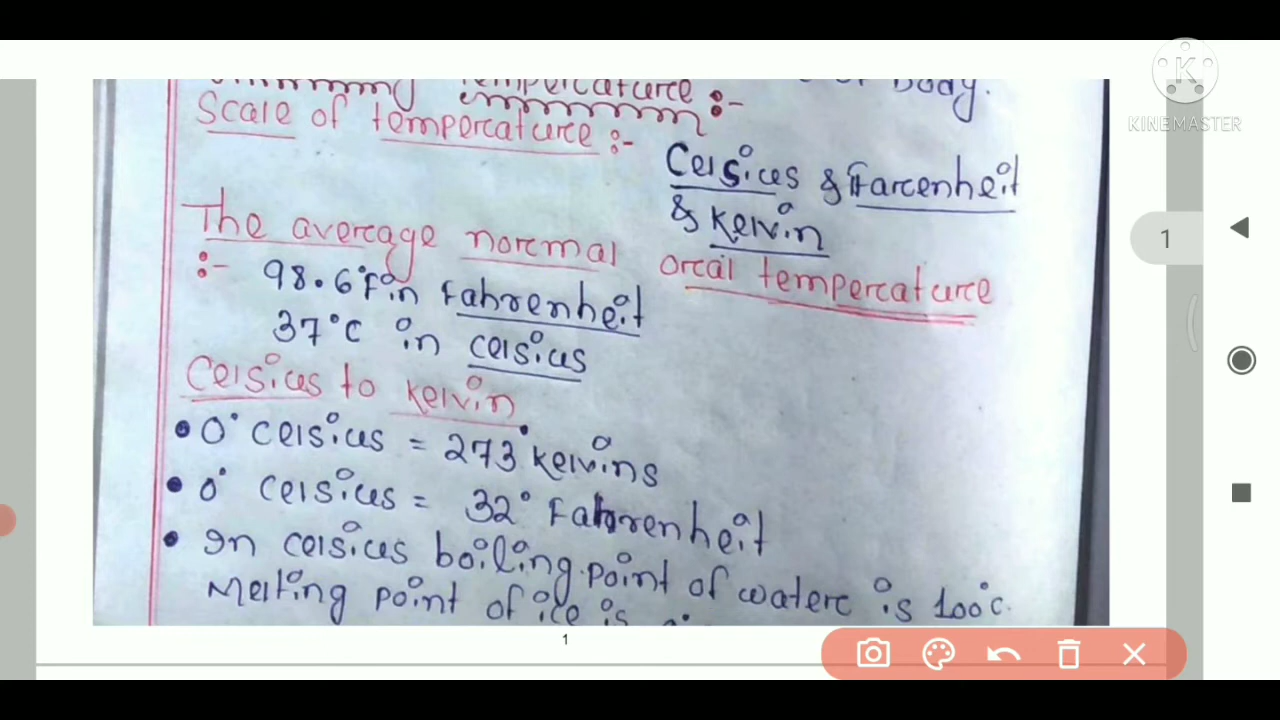 temperature :-
body.
Scale of temperature :-
Celsius & Farenheit
& Kelvin
The average normal oral temperature
:- 98.6°F in Fahrenheit
37°C in Celsius
Celsius to Kelvin
• 0° Celsius = 273° Kelvins
• 0° Celsius = 32° Fahrenheit
• In Celsius boiling point of water is 100°C.
Melting point of ice is
1
1
K
KINEMASTER